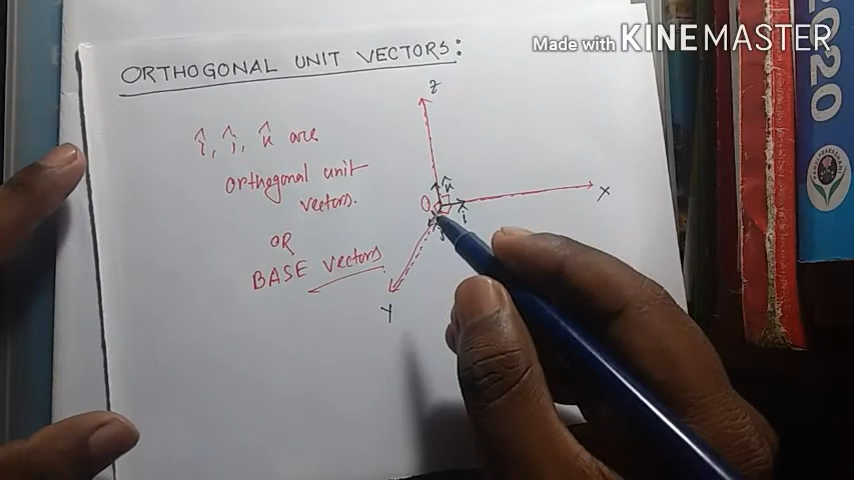 Made with KINEMASTER
ORTHOGONAL UNIT VECTORS:
î, ĵ, k̂ are
orthogonal unit
vectors.
OR
BASE vectors
Z
k̂
O
î
X
Y
2020